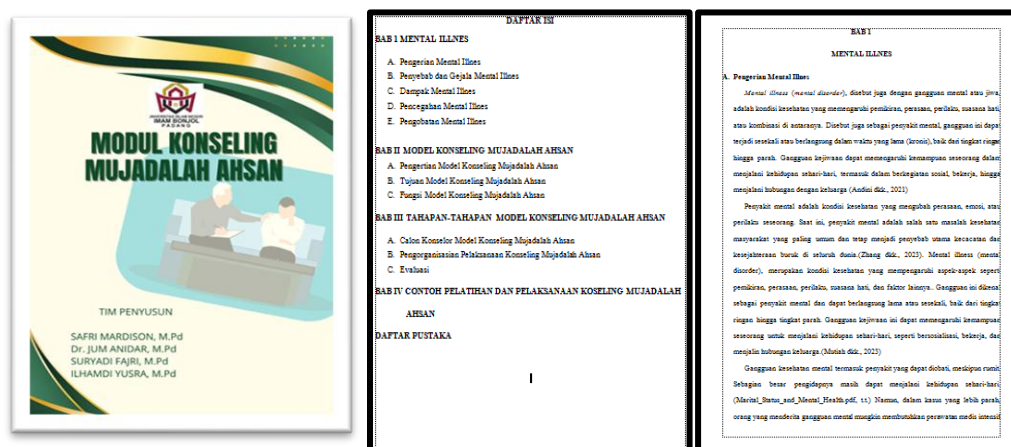 UNIVERSITAS ISLAM NEGERI
IMAM BONJOL
PADANG
MODUL KONSELING
MUJADALAH AHSAN
TIM PENYUSUN
SAFRI MARDISON, M.Pd
Dr. JUM ANIDAR, M.Pd
SURYADI FAJRI, M.Pd
ILHAMDI YUSRA, M.Pd
DAFTAR ISI
BAB I MENTAL ILLNES
A. Pengerian Mental Illnes
B. Penyebab dan Gejala Mental Illnes
C. Dampak Mental Illnes
D. Pencegahan Mental Illnes
E. Pengobatan Mental Illnes
BAB II MODEL KONSELING MUJADALAH AHSAN
A. Pengertian Model Konseling Mujadalah Ahsan
B. Tujuan Model Konseling Mujadalah Ahsan
C. Fungsi Model Konseling Mujadalah Ahsan
BAB III TAHAPAN-TAHAPAN MODEL KONSELING MUJADALAH AHSAN
A. Calon Konselor Model Konseling Mujadalah Ahsan
B. Pengorganisasian Pelaksanaan Konseling Mujadalah Ahsan
C. Evaluasi
BAB IV CONTOH PELATIHAN DAN PELAKSANAAN KOSELING MUJADALAH
AHSAN
DAFTAR PUSTAKA
BAB I
MENTAL ILLNES
A. Pengerian Mental Illnes
Mental illness (mental disorder), disebut juga dengan gangguan mental atau jiwa,
adalah kondisi kesehatan yang memengaruhi pemikiran, perasaan, perilaku, suasana hati,
atau kombinasi di antaranya. Disebut juga sebagai penyakit mental, gangguan ini dapat
terjadi sesekali atau berlangsung dalam waktu yang lama (kronis), baik dari tingkat ringan
hingga parah. Gangguan kejiwaan dapat memengaruhi kemampuan seseorang dalam
menjalani kehidupan sehari-hari, termasuk dalam berkegiatan sosial, bekerja, hingga
menjalani hubungan dengan keluarga (Andini dkk., 2021)
Penyakit mental adalah kondisi kesehatan yang mengubah perasaan, emosi, atau
perilaku seseorang. Saat ini, penyakit mental adalah salah satu masalah kesehatan
masyarakat yang paling umum dan tetap menjadi penyebab utama kecacatan dan
kesejahteraan buruk di seluruh dunia.(Zhang dkk., 2023). Mental illness (mental
disorder), merupakan kondisi kesehatan yang mempengaruhi aspek-aspek seperti
pemikiran, perasaan, perilaku, suasana hati, dan faktor lainnya.. Gangguan ini dikenal
sebagai penyakit mental dan dapat berlangsung lama atau sesekali, baik dari tingkat
ringan hingga tingkat parah. Gangguan kejiwaan ini dapat memengaruhi kemampuan
seseorang untuk menjalani kehidupan sehari-hari, seperti bersosialisasi, bekerja, dan
menjalin hubungan keluarga.(Mutiah dkk., 2023)
Gangguan kesehatan mental termasuk penyakit yang dapat diobati, meskipun rumit.
Sebagian besar pengidapnya masih dapat menjalani kehidupan sehari-hari.
(Marital_Status_and_Mental_Health.pdf, t.t.) Namun, dalam kasus yang lebih parah,
orang yang menderita gangguan mental mungkin membutuhkan perawatan medis intensif